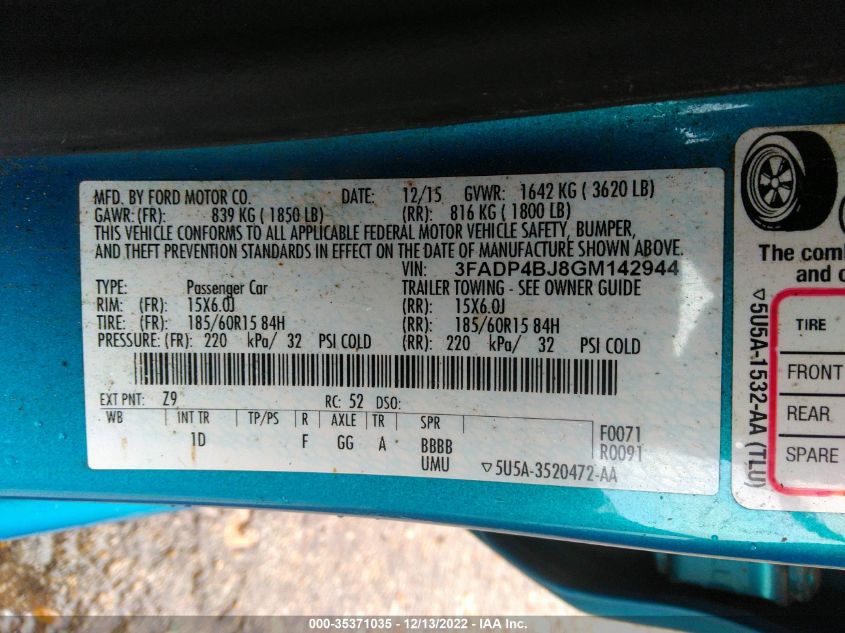 MFD. BY FORD MOTOR CO. DATE: 12/15 GVWR: 1642 KG ( 3620 LB)
GAWR: (FR): 839 KG ( 1850 LB) (RR): 816 KG ( 1800 LB)
THIS VEHICLE CONFORMS TO ALL APPLICABLE FEDERAL MOTOR VEHICLE SAFETY, BUMPER,
AND THEFT PREVENTION STANDARDS IN EFFECT ON THE DATE OF MANUFACTURE SHOWN ABOVE.
VIN: 3FADP4BJ8GM142944
TYPE: Passenger Car TRAILER TOWING - SEE OWNER GUIDE
RIM: (FR): 15X6.0J (RR): 15X6.0J
TIRE: (FR): 185/60R15 84H (RR): 185/60R15 84H
PRESSURE: (FR): 220 kPa/ 32 PSI COLD (RR): 220 kPa/ 32 PSI COLD
EXT PNT: Z9 RC: 52 DSO:
WB INT TR TP/PS R AXLE TR SPR
1D F GG A BBBB
UMU
F0071
R0091
▽5U5A-3520472-AA
▽5U5A-1532-AA (TLU)
The
and
TIRE
FRONT
REAR
SPARE
000-35371035 - 12/13/2022 - IAA Inc.